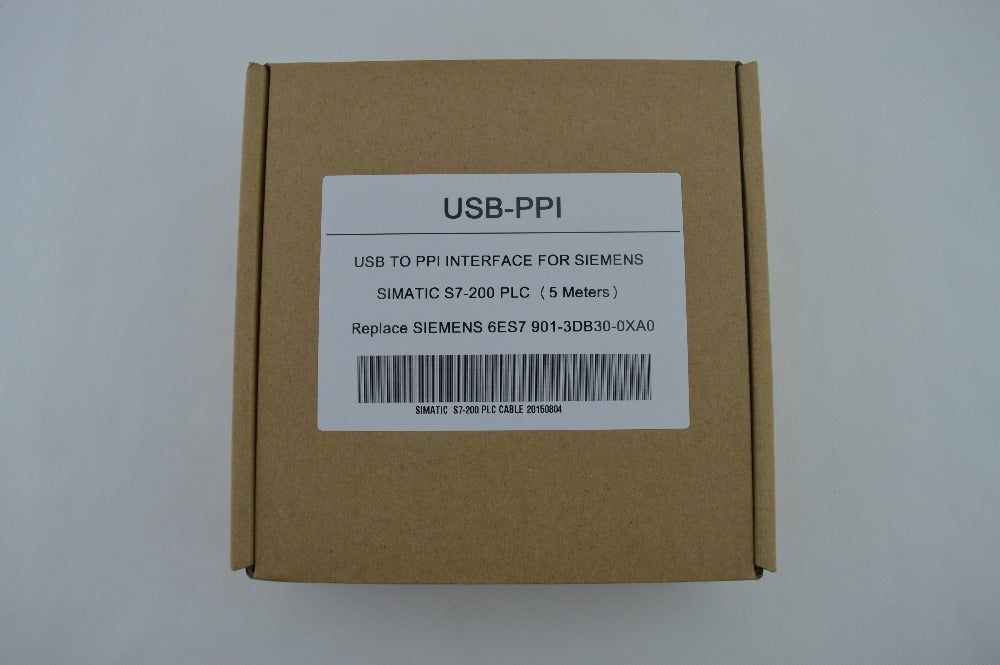 USB-PPI
USB TO PPI INTERFACE FOR SIEMENS
SIMATIC S7-200 PLC ( 5 Meters )
Replace SIEMENS 6ES7 901-3DB30-0XA0
SIMATIC S7-200 PLC CABLE 20150804